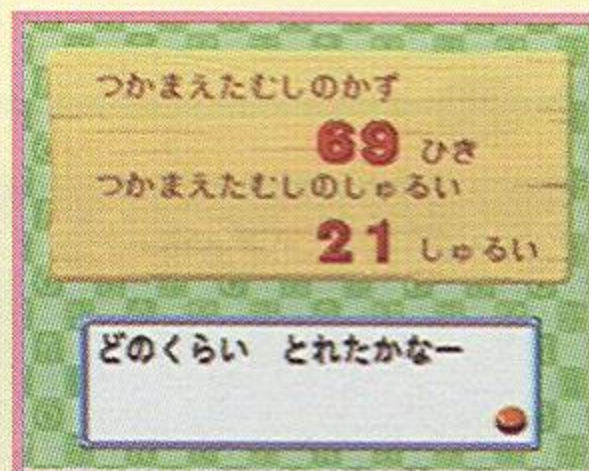 つかまえたむしのかず
69 ひき
つかまえたむしのしゅるい
21 しゅるい
どのくらい　とれたかなー